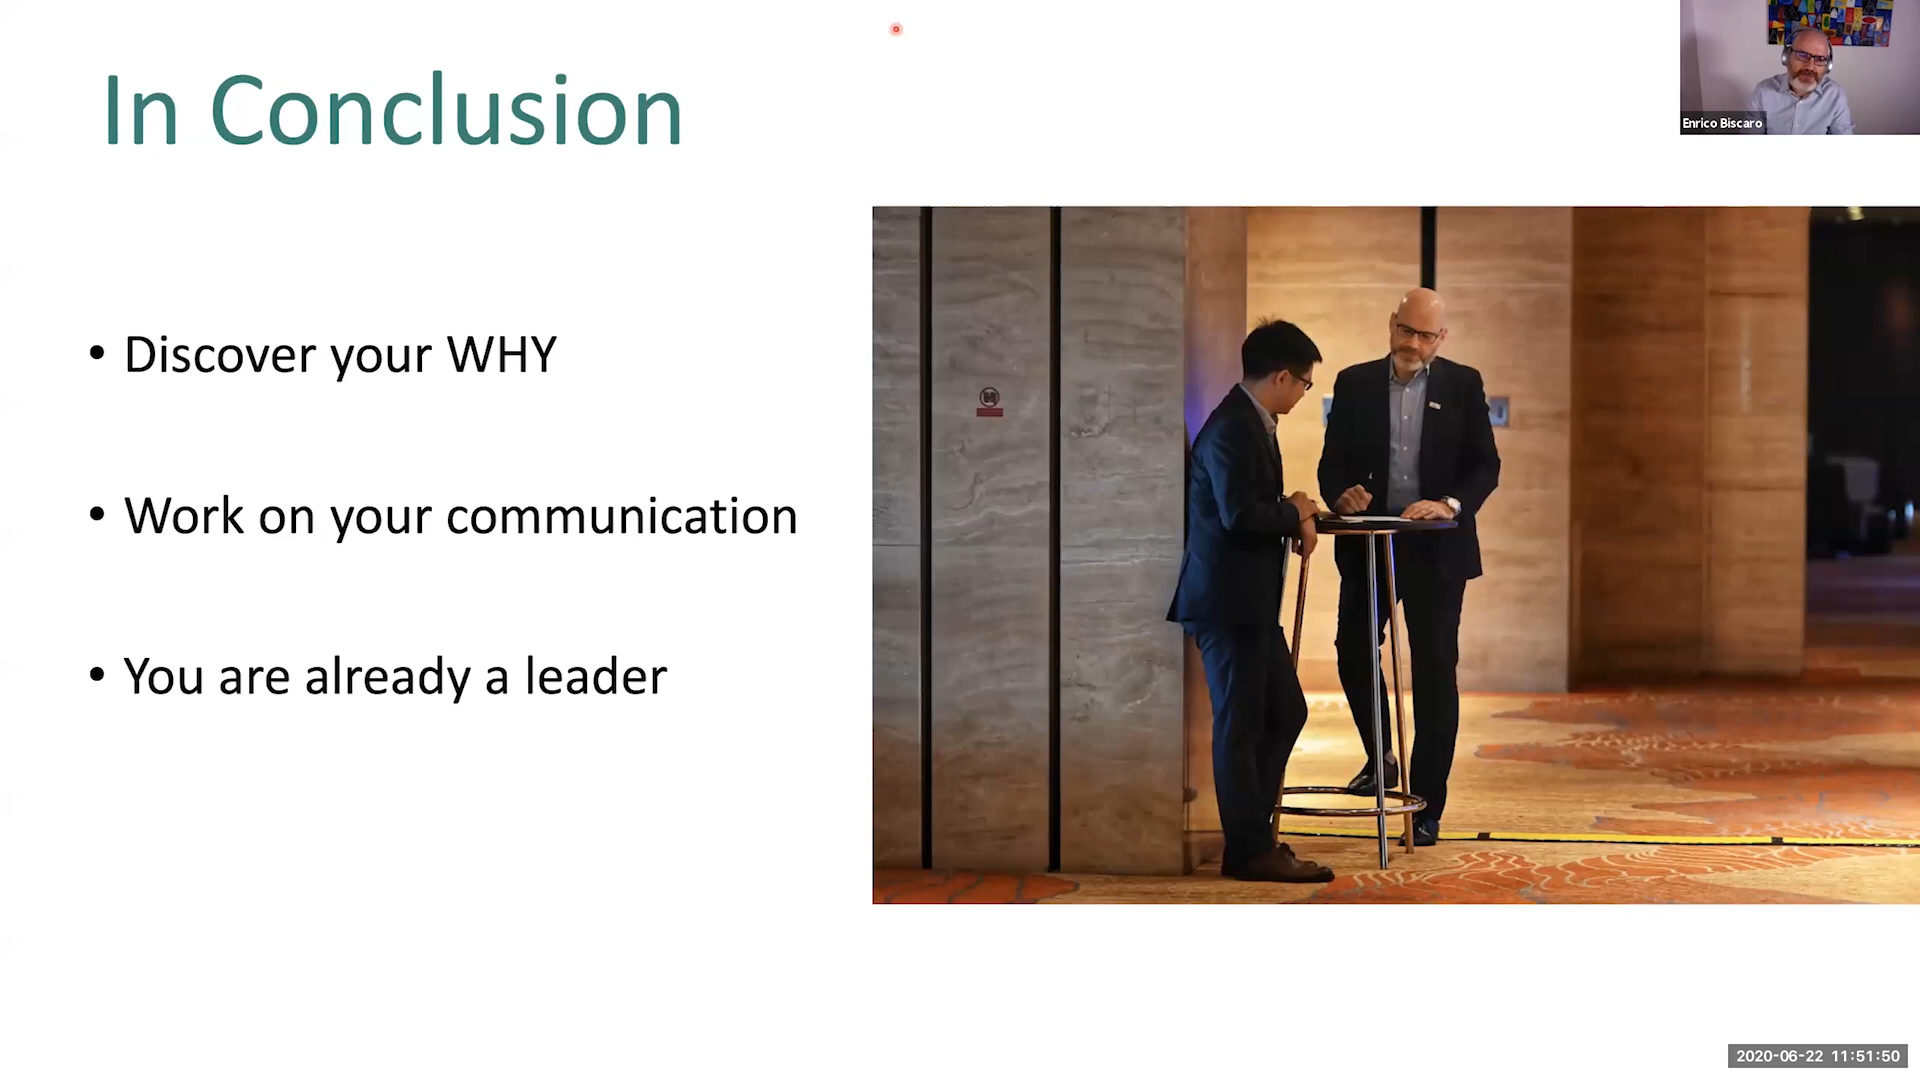 In Conclusion
Enrico Biscaro
• Discover your WHY
• Work on your communication
• You are already a leader
2020-06-22 11:51:50